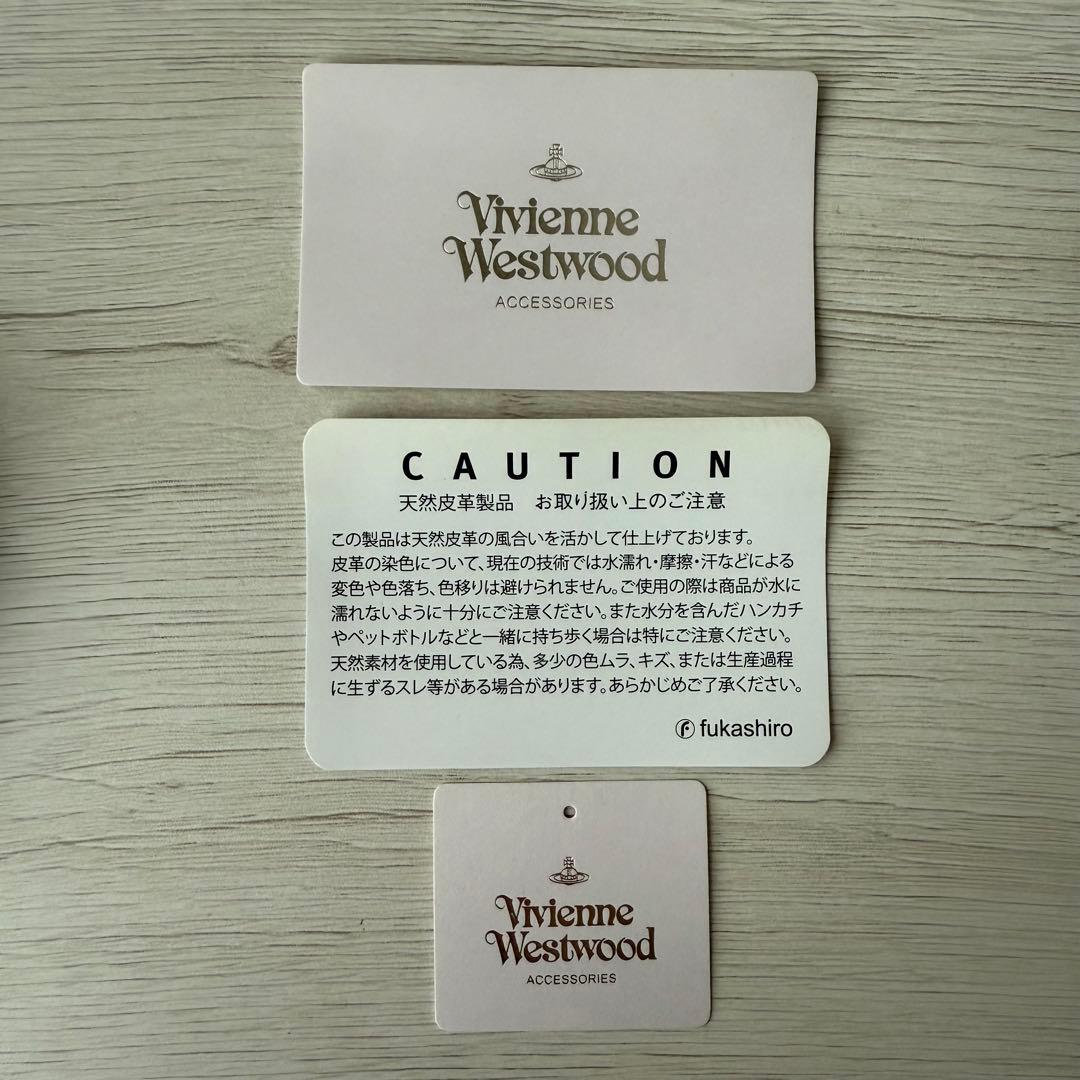 Vivienne
Westwood
ACCESSORIES
CAUTION
天然皮革製品　お取り扱い上のご注意
この製品は天然皮革の風合いを活かして仕上げております。
皮革の染色について、現在の技術では水濡れ・摩擦・汗などによる
変色や色落ち、色移りは避けられません。ご使用の際は商品が水に
濡れないように十分にご注意ください。また水分を含んだハンカチ
やペットボトルなどと一緒に持ち歩く場合は特にご注意ください。
天然素材を使用している為、多少の色ムラ、キズ、または生産過程
に生ずるスレ等がある場合があります。あらかじめご了承ください。
fukashiro
Vivienne
Westwood
ACCESSORIES